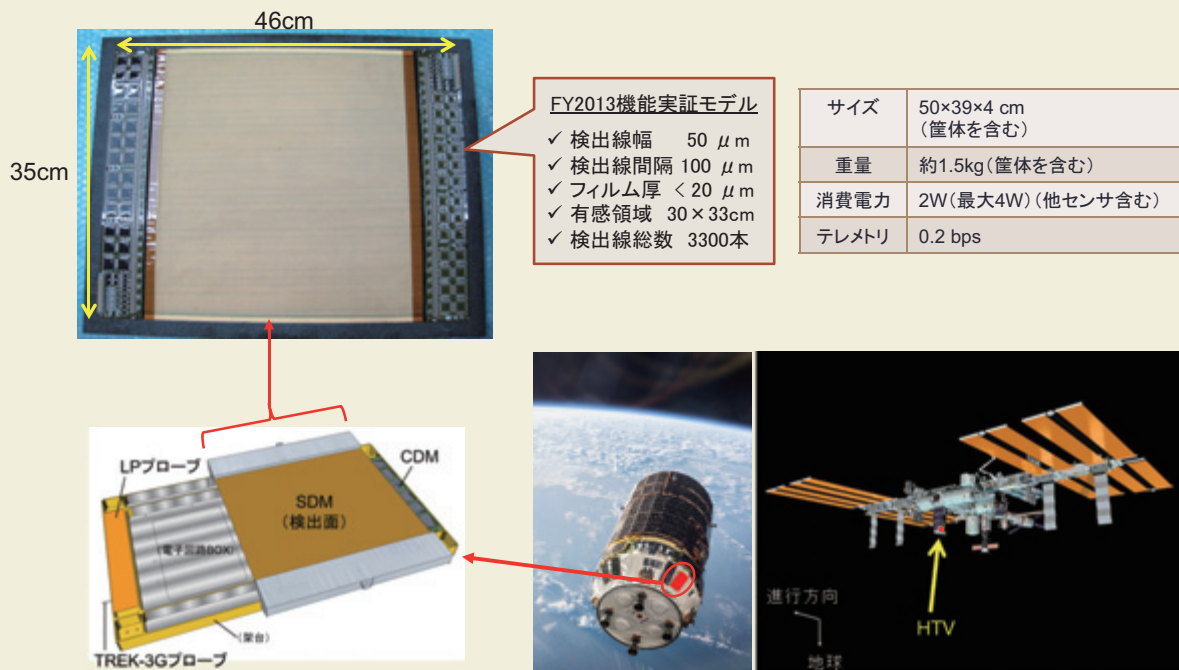 46cm
35cm
FY2013機能実証モデル
✓ 検出線幅 50 μm
✓ 検出線間隔 100 μm
✓ フィルム厚 <20 μm
✓ 有感領域 30×33cm
✓ 検出線総数 3300本
サイズ 50×39×4 cm
(筐体を含む)
重量 約1.5kg(筐体を含む)
消費電力 2W(最大4W)(他センサ含む)
テレメトリ 0.2 bps
LPプローブ
CDM
SDM
(検出面)
(電子回路BOX)
(架台)
TREK-3Gプローブ
進行方向
HTV
地球